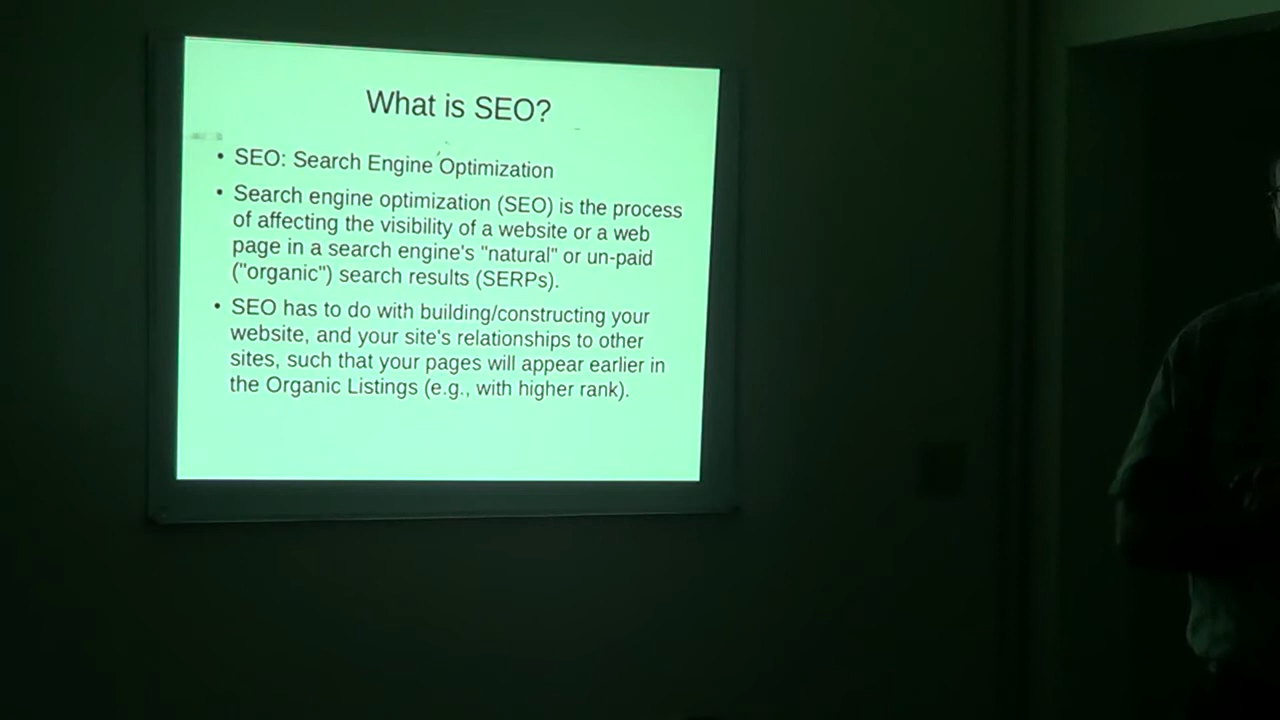 What is SEO?
• SEO: Search Engine Optimization
• Search engine optimization (SEO) is the process
of affecting the visibility of a website or a web
page in a search engine's "natural" or un-paid
("organic") search results (SERPs).
• SEO has to do with building/constructing your
website, and your site's relationships to other
sites, such that your pages will appear earlier in
the Organic Listings (e.g., with higher rank).